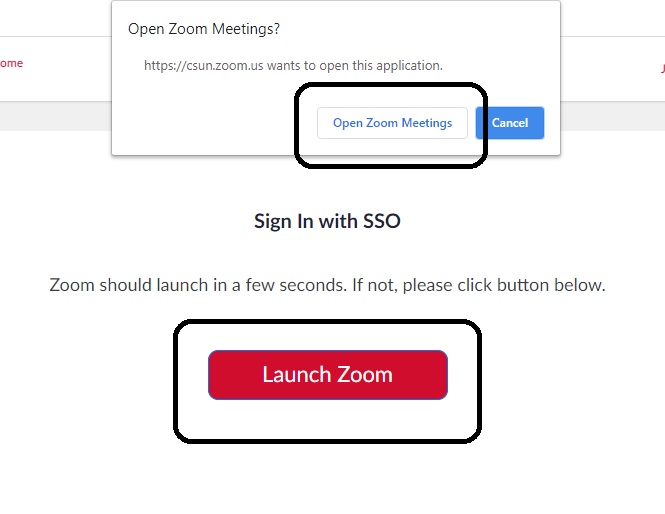 Open Zoom Meetings?
https://csun.zoom.us wants to open this application.
ome
J
Open Zoom Meetings
Cancel
Sign In with SSO
Zoom should launch in a few seconds. If not, please click button below.
Launch Zoom